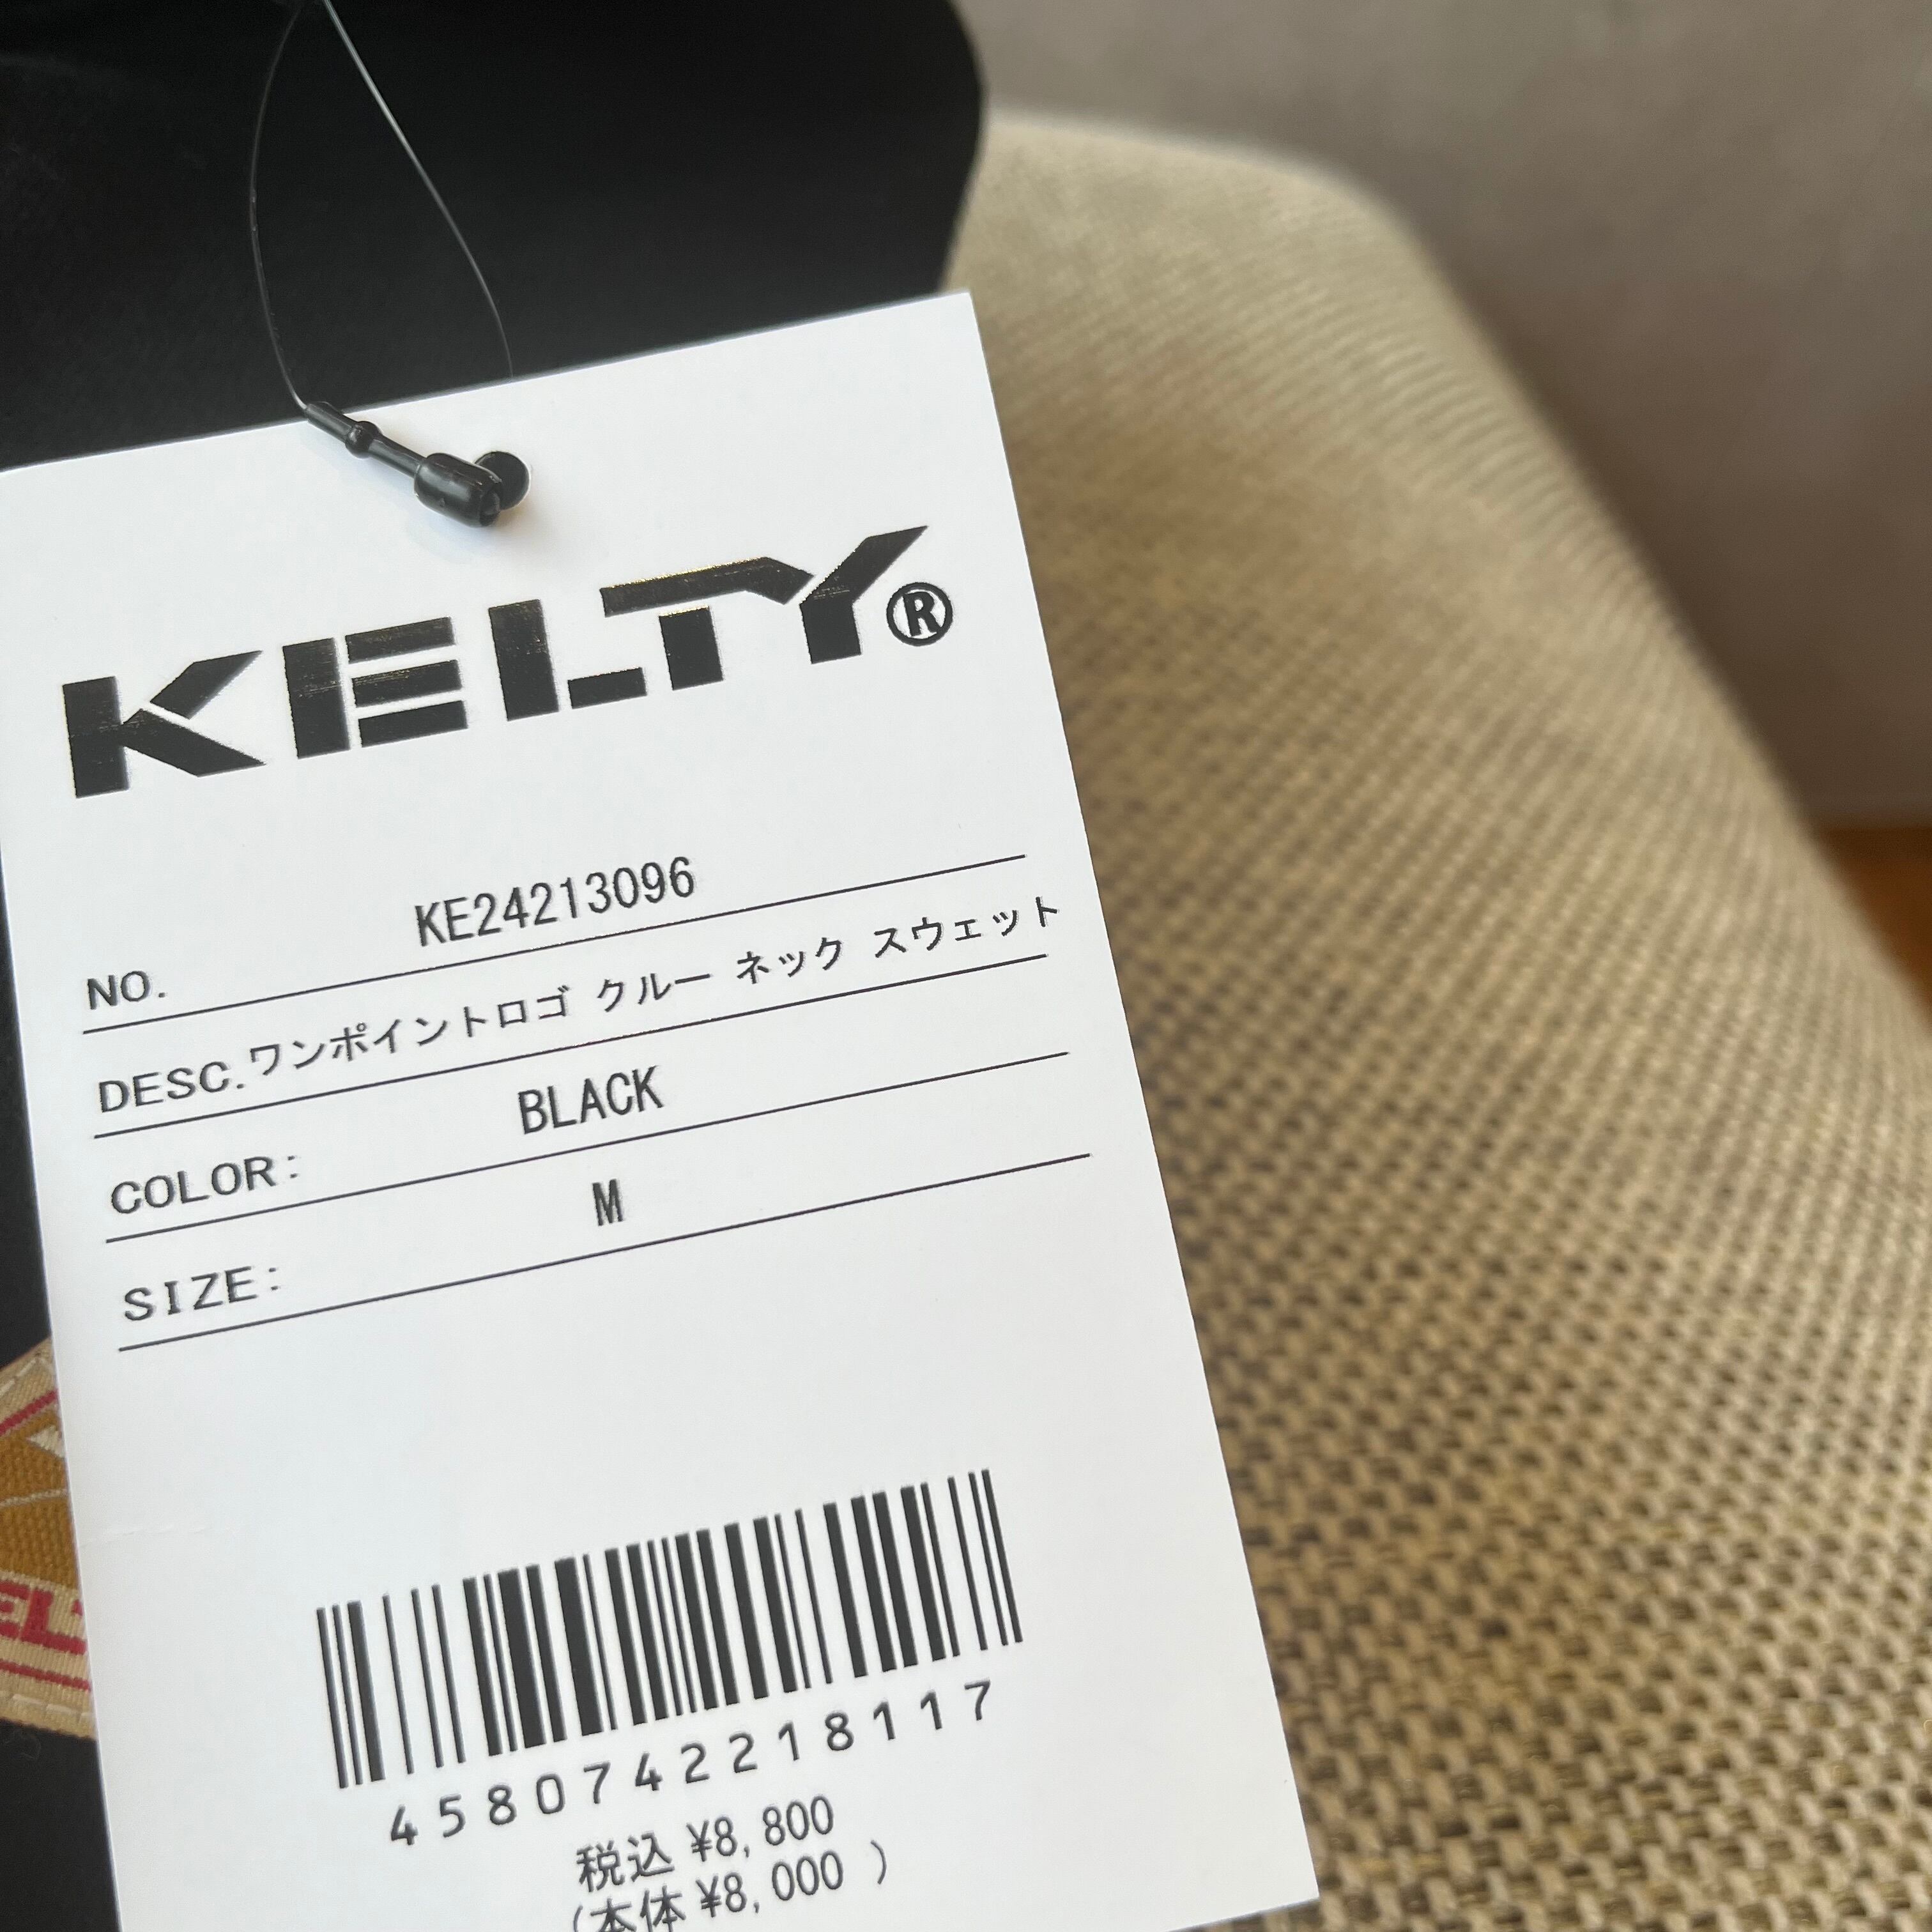 KELTY®
NO. KE24213096
DESC.ワンポイントロゴ クルー ネック スウェット
COLOR: BLACK
SIZE: M
4580742218117
税込 ¥8,800
(本体 ¥8,000 )